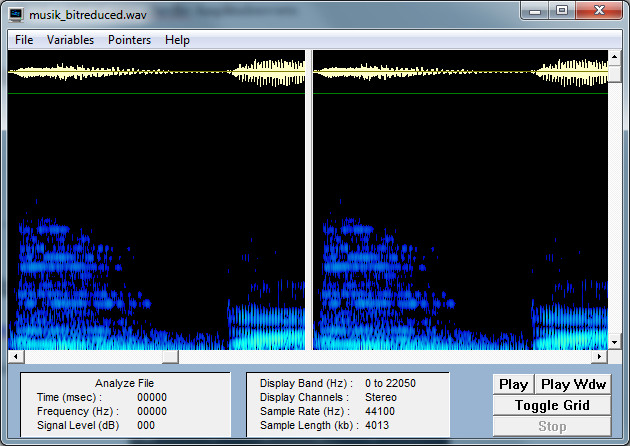 musik_bitreduced.wav
File Variables Pointers Help
Analyze File
Time (msec) : 00000
Frequency (Hz) : 00000
Signal Level (dB) 000
Display Band (Hz) : 0 to 22050
Display Channels : Stereo
Sample Rate (Hz) : 44100
Sample Length (kb) : 4013
Play Play Wdw
Toggle Grid
Stop